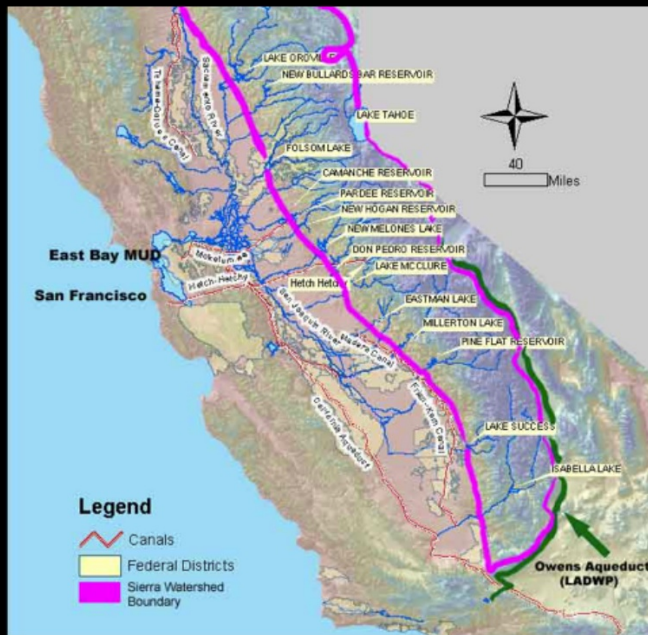 LAKE OROVILLE
NEW BULLARDS BAR RESERVOIR
LAKE TAHOE
Tehama-Colusa Canal
Sacramento River
FOLSOM LAKE
40
Miles
CAMANCHE RESERVOIR
PARDEE RESERVOIR
NEW HOGAN RESERVOIR
NEW MELONES LAKE
East Bay MUD
Mokelumne
DON PEDRO RESERVOIR
LAKE MCCLURE
Hetch-Hetchy
Hetch Hetchy
San Francisco
EASTMAN LAKE
San Joaquin River
Madera Canal
MILLERTON LAKE
PINE FLAT RESERVOIR
Friant-Kern Canal
California Aqueduct
LAKE SUCCESS
ISABELLA LAKE
Legend
Canals
Federal Districts
Sierra Watershed
Boundary
Owens Aqueduct
(LADWP)